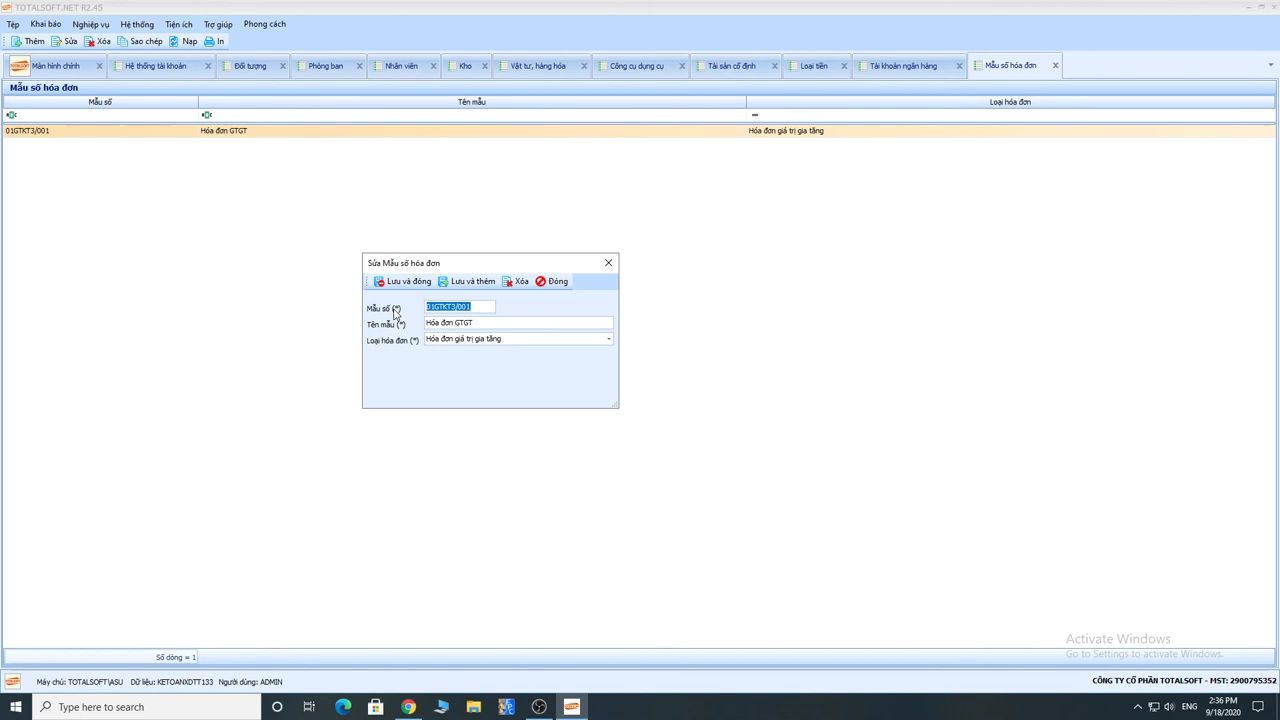 TOTALSOFT.NET R2.45
Tệp Khai báo Nghiệp vụ Hệ thống Tiện ích Trợ giúp Phong cách
Thêm Sửa Xóa Sao chép Nạp In
Màn hình chính Hệ thống tài khoản Đối tượng Phòng ban Nhân viên Kho Vật tư, hàng hóa Công cụ dụng cụ Tài sản cố định Loại tiền Tài khoản ngân hàng Mẫu số hóa đơn
Mẫu số hóa đơn
Mẫu số Tên mẫu Loại hóa đơn
01GTKT3/001 Hóa đơn GTGT Hóa đơn giá trị gia tăng
Sửa Mẫu số hóa đơn
Lưu và đóng Lưu và thêm Xóa Đóng
Mẫu số (*) 01GTKT3/001
Tên mẫu (*) Hóa đơn GTGT
Loại hóa đơn (*) Hóa đơn giá trị gia tăng
Activate Windows
Go to Settings to activate Windows.
Số dòng = 1
Máy chủ: TOTALSOFT\ASU Dữ liệu: KETOANXDTT133 Người dùng: ADMIN CÔNG TY CỔ PHẦN TOTALSOFT - MST: 2900795352
Type here to search ENG 2:36 PM
9/18/2020